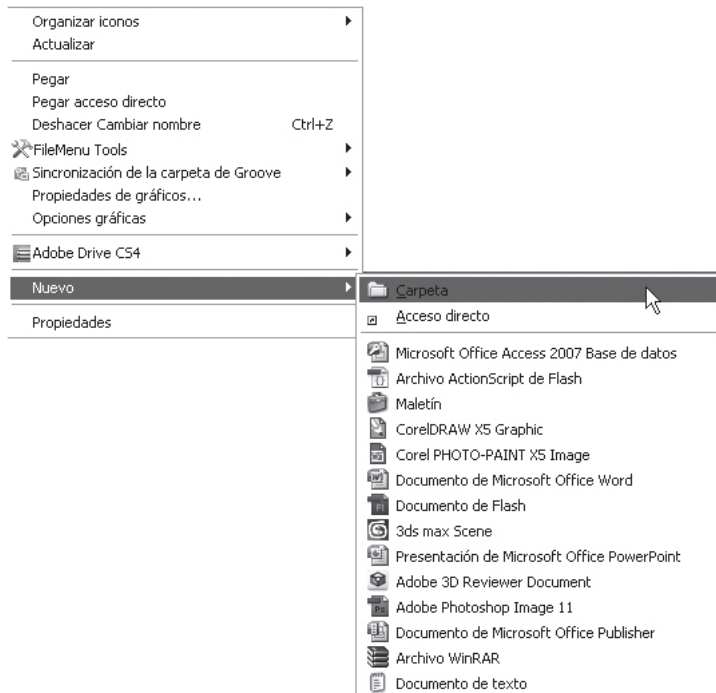 Organizar iconos
Actualizar
Pegar
Pegar acceso directo
Deshacer Cambiar nombre Ctrl+Z
FileMenu Tools
Sincronización de la carpeta de Groove
Propiedades de gráficos...
Opciones gráficas
Adobe Drive CS4
Nuevo
Propiedades
Carpeta
Acceso directo
Microsoft Office Access 2007 Base de datos
Archivo ActionScript de Flash
Maletín
CorelDRAW X5 Graphic
Corel PHOTO-PAINT X5 Image
Documento de Microsoft Office Word
Documento de Flash
3ds max Scene
Presentación de Microsoft Office PowerPoint
Adobe 3D Reviewer Document
Adobe Photoshop Image 11
Documento de Microsoft Office Publisher
Archivo WinRAR
Documento de texto